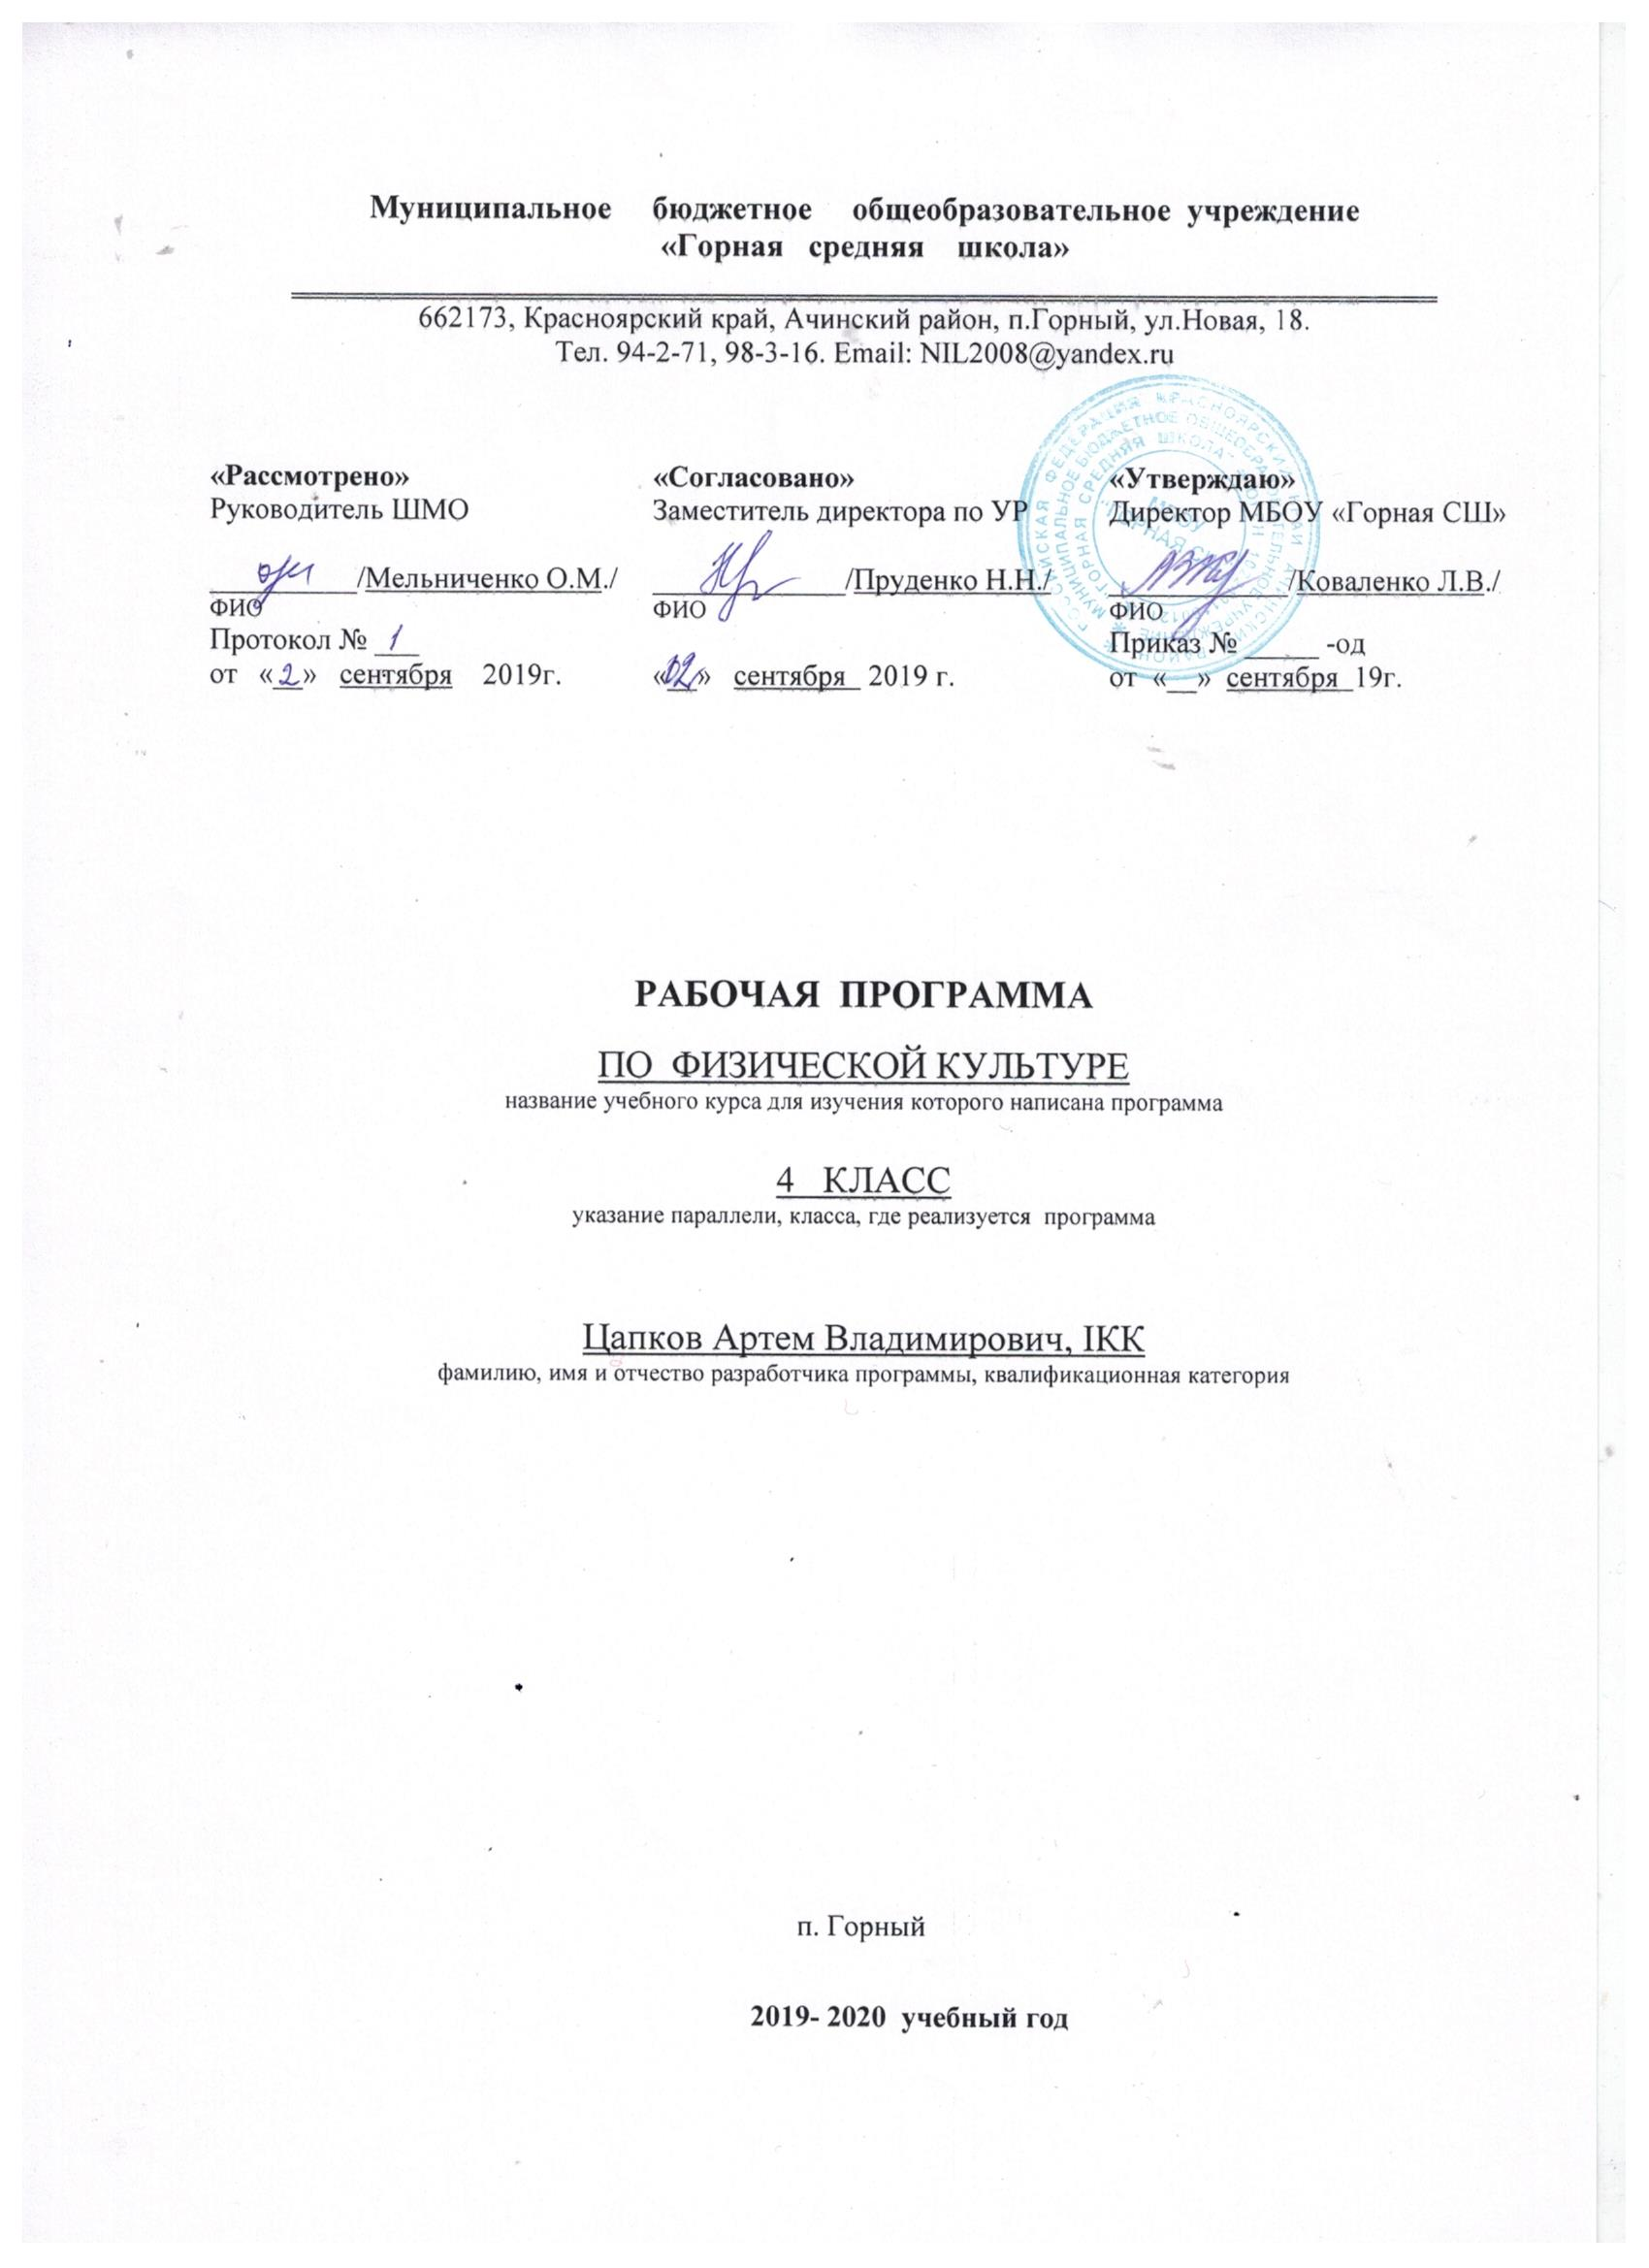 Муниципальное бюджетное общеобразовательное учреждение
«Горная средняя школа»
662173, Красноярский край, Ачинский район, п.Горный, ул.Новая, 18.
Тел. 94-2-71, 98-3-16. Email: NIL2008@yandex.ru
«Рассмотрено»
Руководитель ШМО
/Мельниченко О.М./
ФИО
Протокол № 1
от «2» сентября 2019г.
«Согласовано»
Заместитель директора по УР
/Пруденко Н.Н./
ФИО
«02» сентября 2019 г.
«Утверждаю»
Директор МБОУ «Горная СШ»
/Коваленко Л.В./
ФИО
Приказ № _____ -од
от «__» сентября 19г.
РАБОЧАЯ ПРОГРАММА
ПО ФИЗИЧЕСКОЙ КУЛЬТУРЕ
название учебного курса для изучения которого написана программа
4 КЛАСС
указание параллели, класса, где реализуется программа
Цапков Артем Владимирович, IКК
фамилию, имя и отчество разработчика программы, квалификационная категория
п. Горный
2019- 2020 учебный год